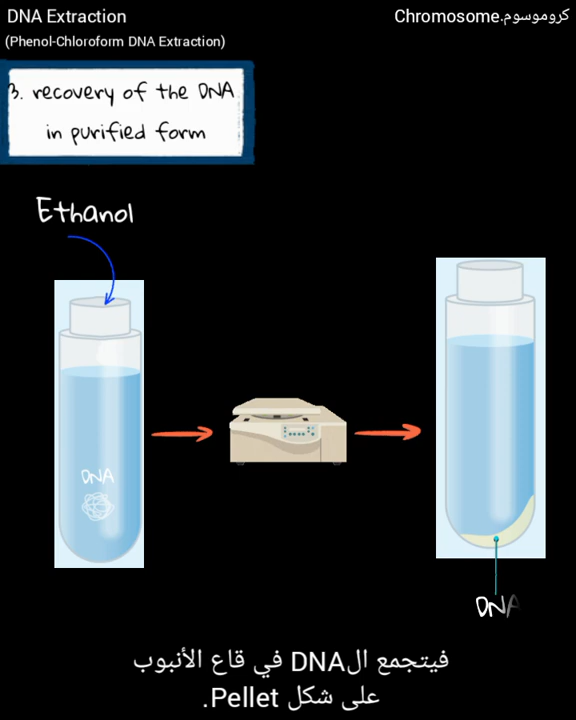 DNA Extraction
Chromosome.كروموسوم
(Phenol-Chloroform DNA Extraction)
3. recovery of the DNA
in purified form
Ethanol
DNA
DNA
فيتجمع الDNA في قاع الأنبوب
على شكل Pellet.